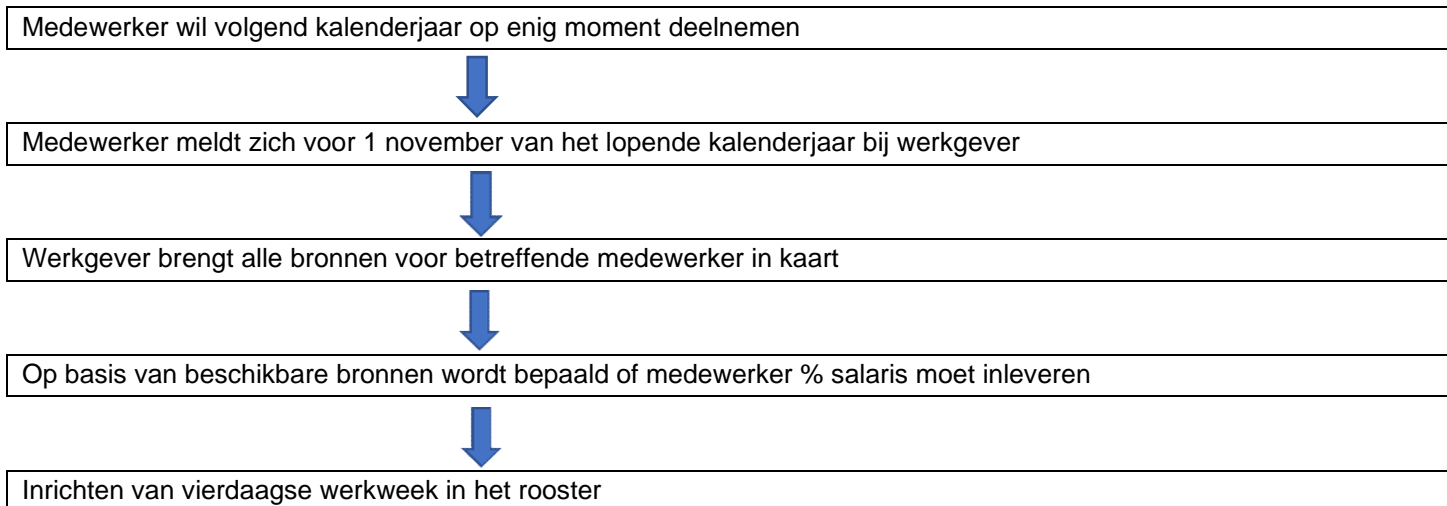 Medewerker wil volgend kalenderjaar op enig moment deelnemen
Medewerker meldt zich voor 1 november van het lopende kalenderjaar bij werkgever
Werkgever brengt alle bronnen voor betreffende medewerker in kaart
Op basis van beschikbare bronnen wordt bepaald of medewerker % salaris moet inleveren
Inrichten van vierdaagse werkweek in het rooster